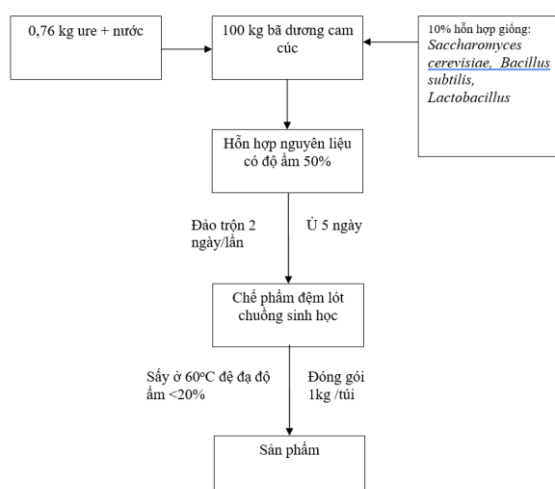 0,76 kg ure + nước
100 kg bã dương cam
cúc
10% hỗn hợp giống:
Saccharomyces
cerevisiae, Bacillus
subtilis,
Lactobacillus
Hỗn hợp nguyên liệu
có độ ẩm 50%
Đảo trộn 2
ngày/lần
Ủ 5 ngày
Chế phẩm đệm lót
chuồng sinh học
Sấy ở 60°C đệ đạ độ
ẩm <20%
Đóng gói
1kg /túi
Sản phẩm